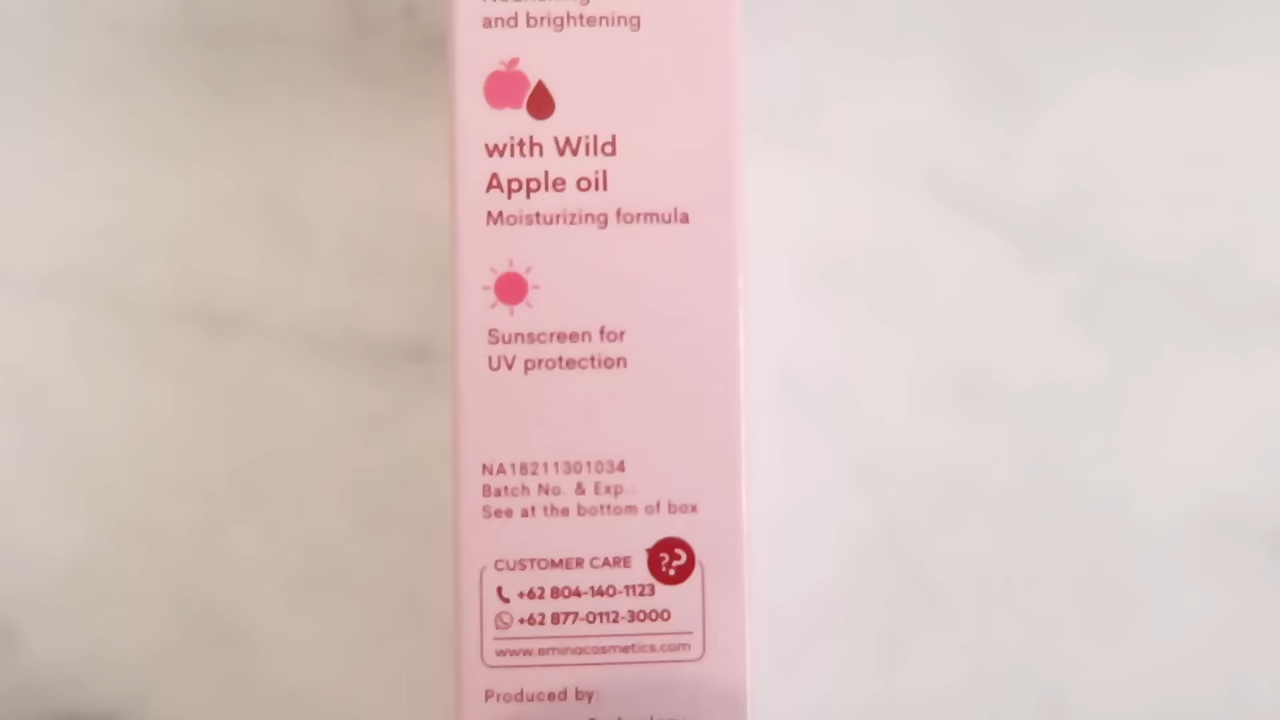 and brightening
with Wild
Apple oil
Moisturizing formula
Sunscreen for
UV protection
NA18211301034
Batch No. & Exp.:
See at the bottom of box
CUSTOMER CARE
??
+62 804-140-1123
+62 877-0112-3000
www.eminacosmetics.com
Produced by: